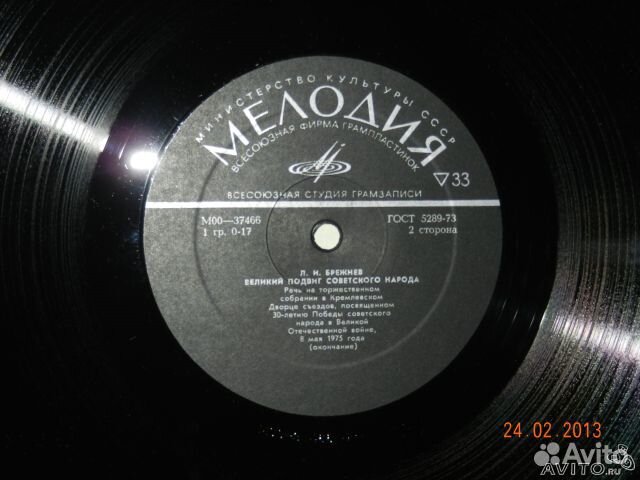 МИНИСТЕРСТВО КУЛЬТУРЫ СССР
МЕЛОДИЯ
ВСЕСОЮЗНАЯ ФИРМА ГРАМПЛАСТИНОК
33
ВСЕСОЮЗНАЯ СТУДИЯ ГРАМЗАПИСИ
М00—37466 ГОСТ 5289-73
1 гр. 0-17 2 сторона
Л. И. БРЕЖНЕВ
ВЕЛИКИЙ ПОДВИГ СОВЕТСКОГО НАРОДА
Речь на торжественном
собрании в Кремлевском
Дворце съездов, посвященном
30-летию Победы советского
народа в Великой
Отечественной войне,
8 мая 1975 года
(окончание)
24.02.2013
Avito
AVITO.RU